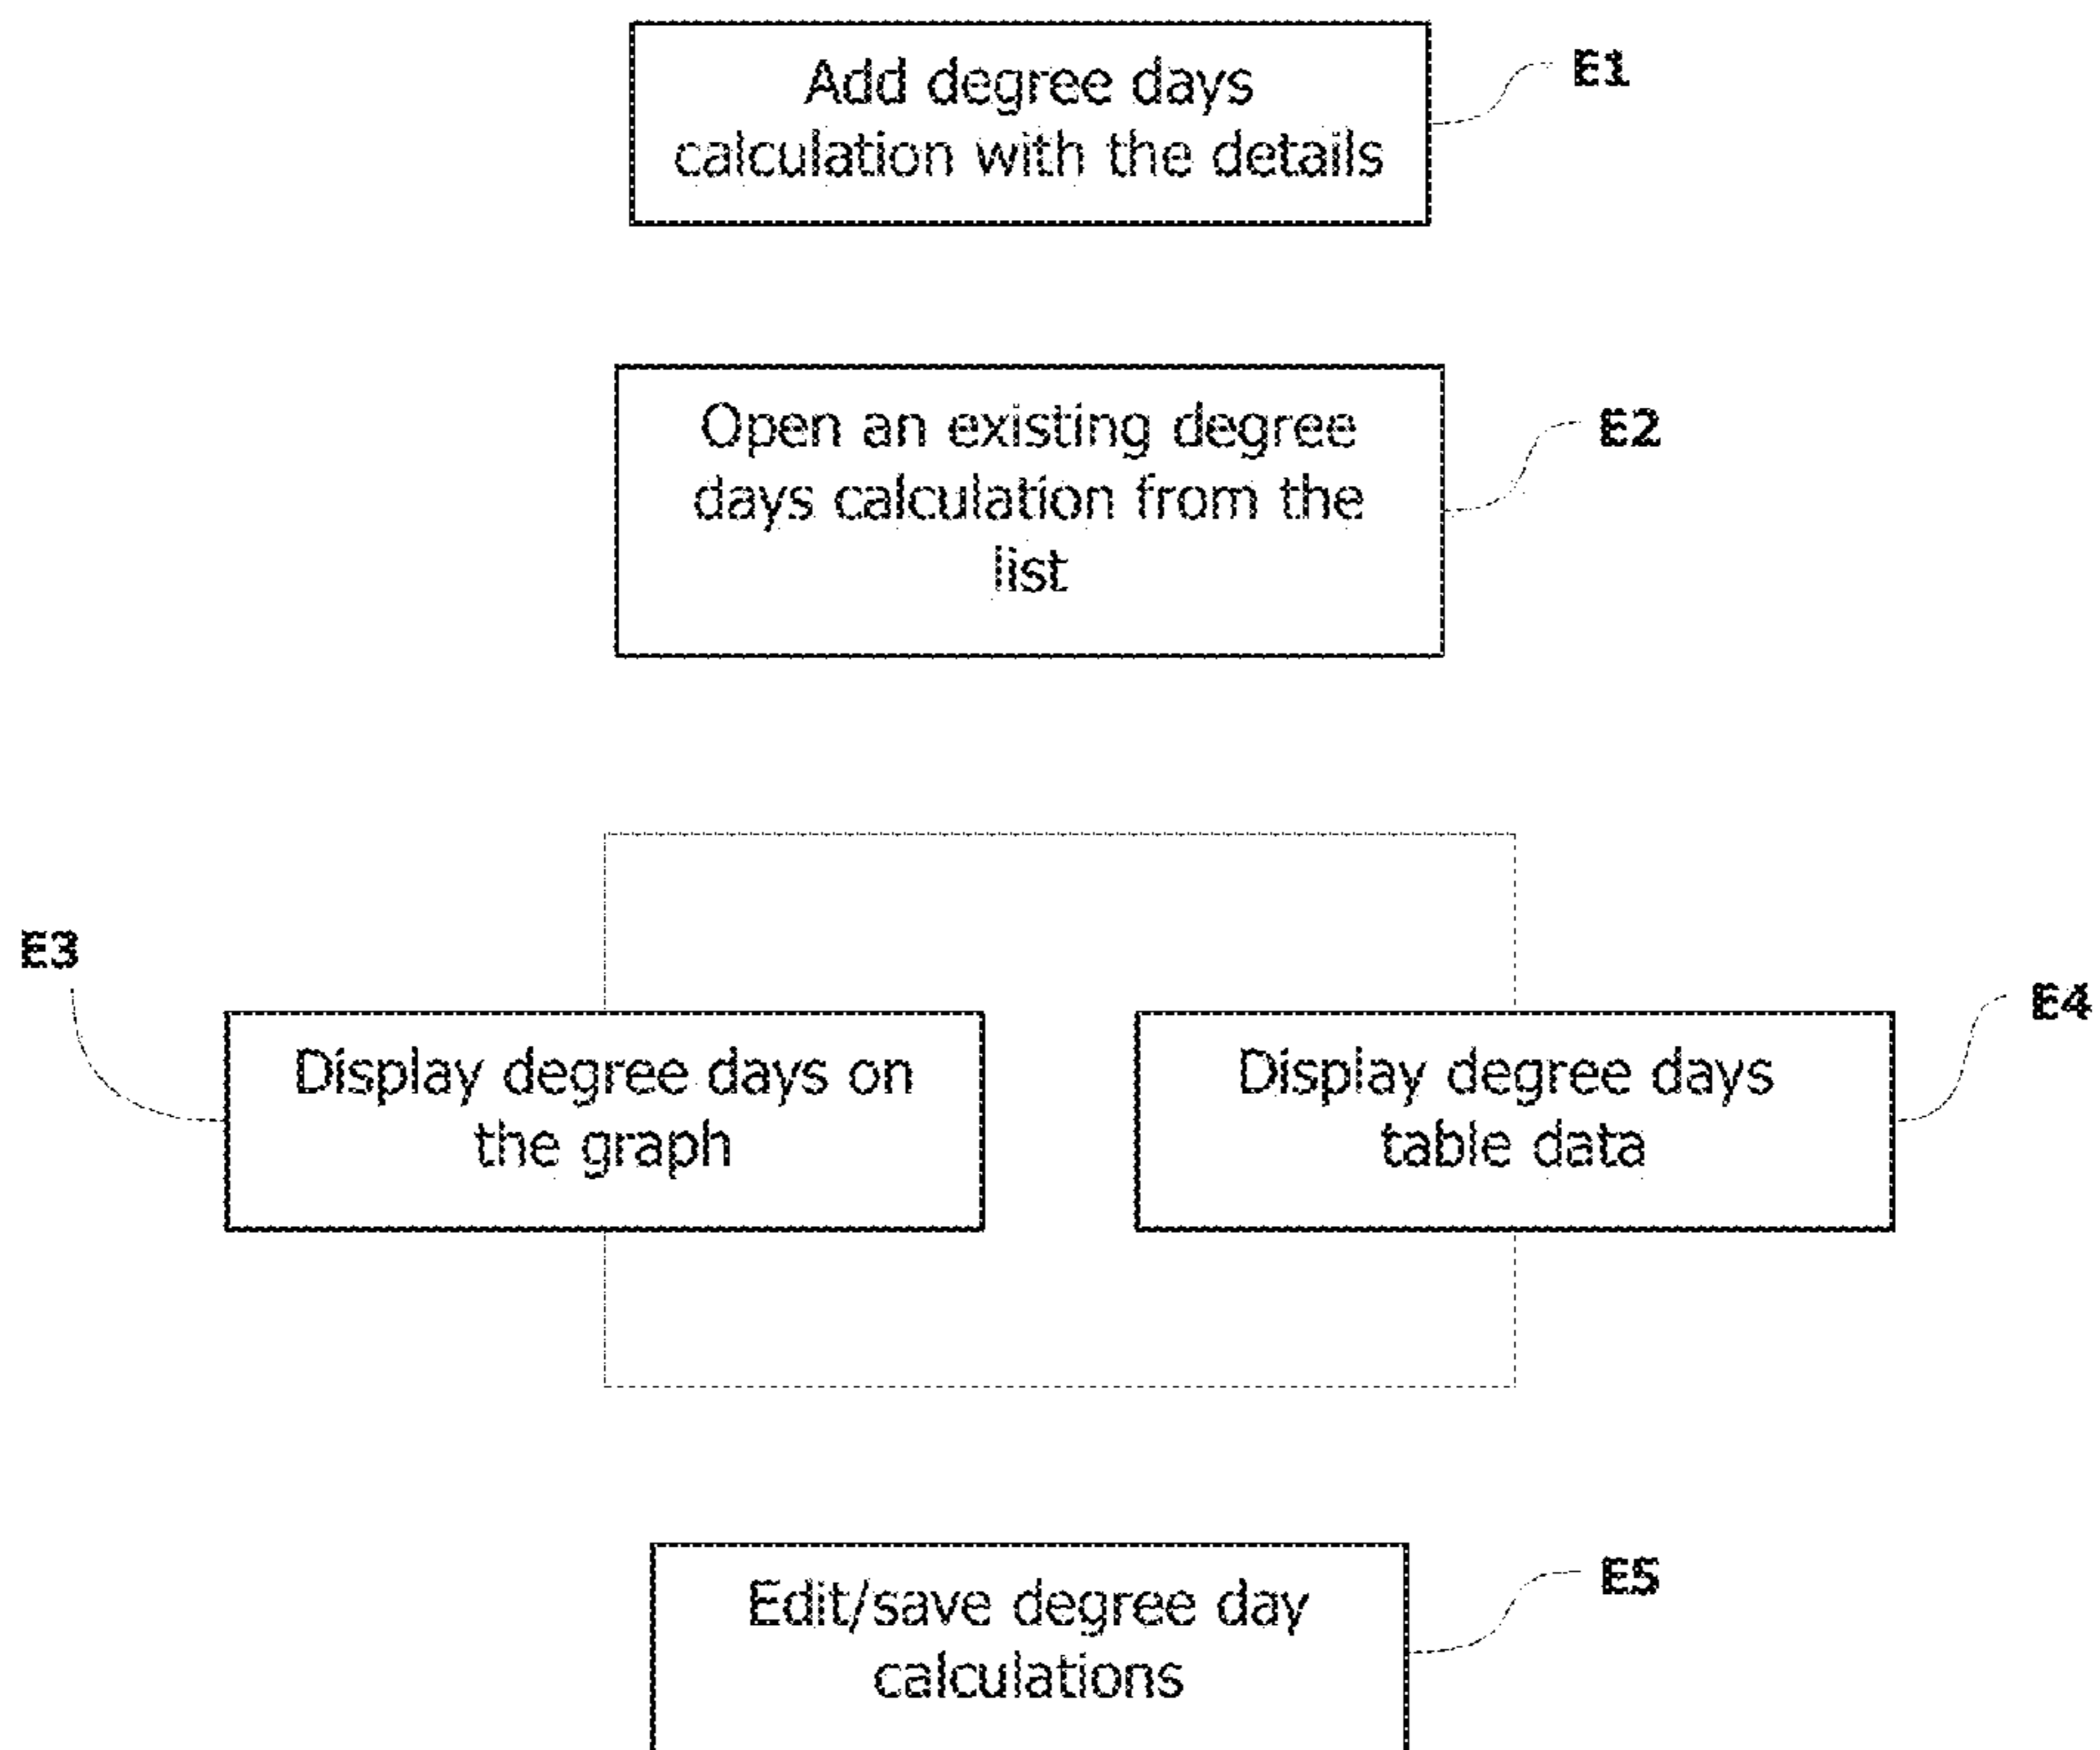 Add degree days
calculation with the details
E1
Open an existing degree
days calculation from the
list
E2
E3
Display degree days on
the graph
Display degree days
table data
E4
Edit/save degree day
calculations
E5